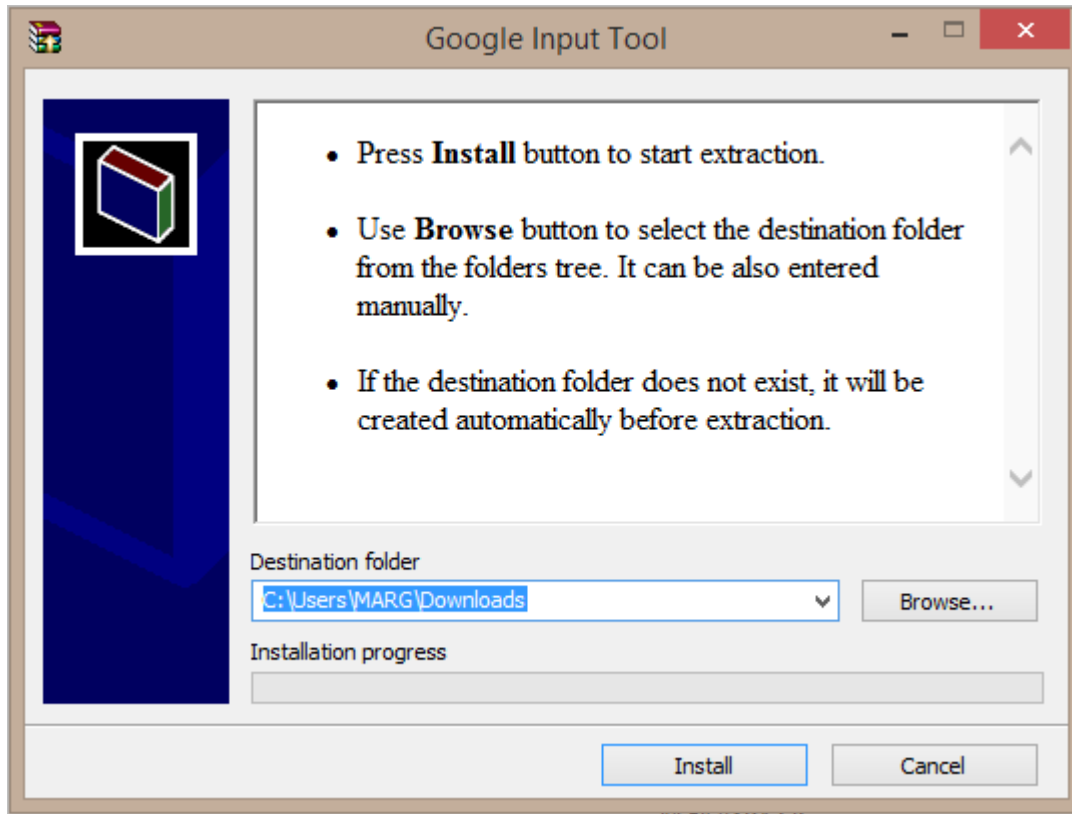 Google Input Tool
• Press Install button to start extraction.
• Use Browse button to select the destination folder
from the folders tree. It can be also entered
manually.
• If the destination folder does not exist, it will be
created automatically before extraction.
Destination folder
C:\Users\MARG\Downloads
Browse...
Installation progress
Install
Cancel